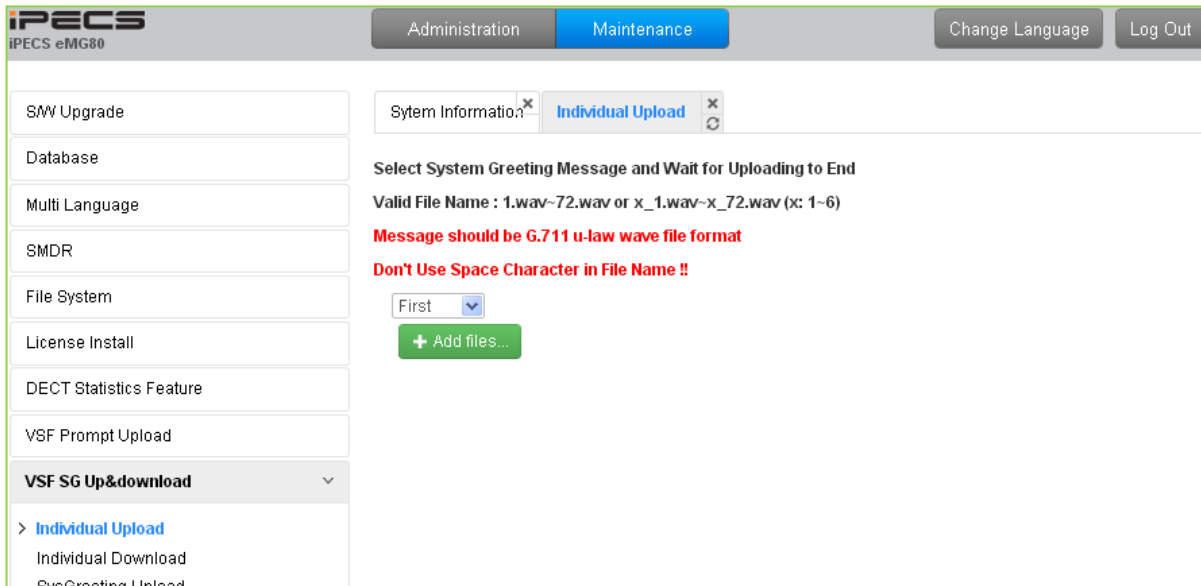 iPECS
iPECS eMG80
Administration
Maintenance
Change Language
Log Out
S/W Upgrade
Database
Multi Language
SMDR
File System
License Install
DECT Statistics Feature
VSF Prompt Upload
VSF SG Up&download
Individual Upload
Individual Download
SysGreeting Upload
Sytem Information
Individual Upload
Select System Greeting Message and Wait for Uploading to End
Valid File Name : 1.wav~72.wav or x_1.wav~x_72.wav (x: 1~6)
Message should be G.711 u-law wave file format
Don't Use Space Character in File Name !!
First
Add files...